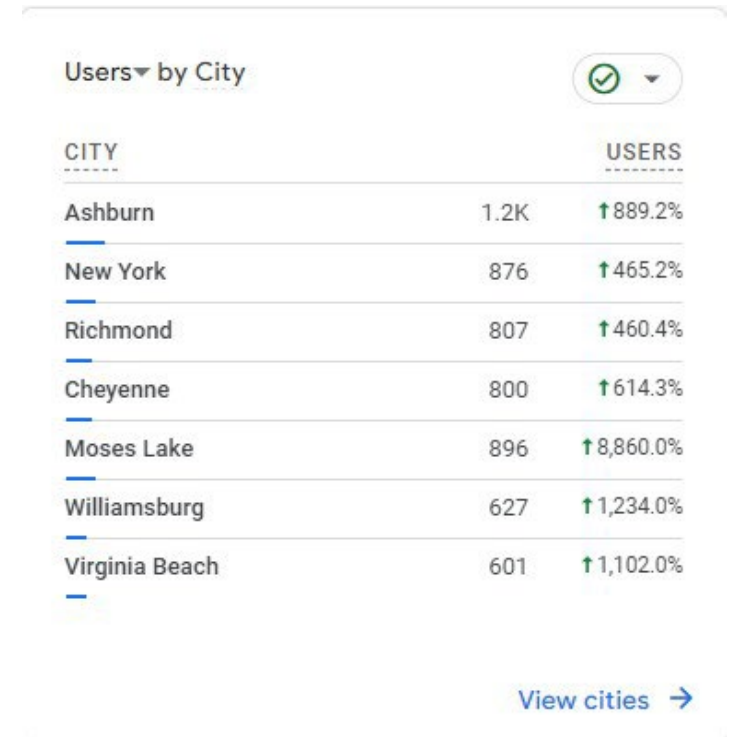 Users by City
CITY USERS
Ashburn 1.2K ↑889.2%
New York 876 ↑465.2%
Richmond 807 ↑460.4%
Cheyenne 800 ↑614.3%
Moses Lake 896 ↑8,860.0%
Williamsburg 627 ↑1,234.0%
Virginia Beach 601 ↑1,102.0%
View cities →